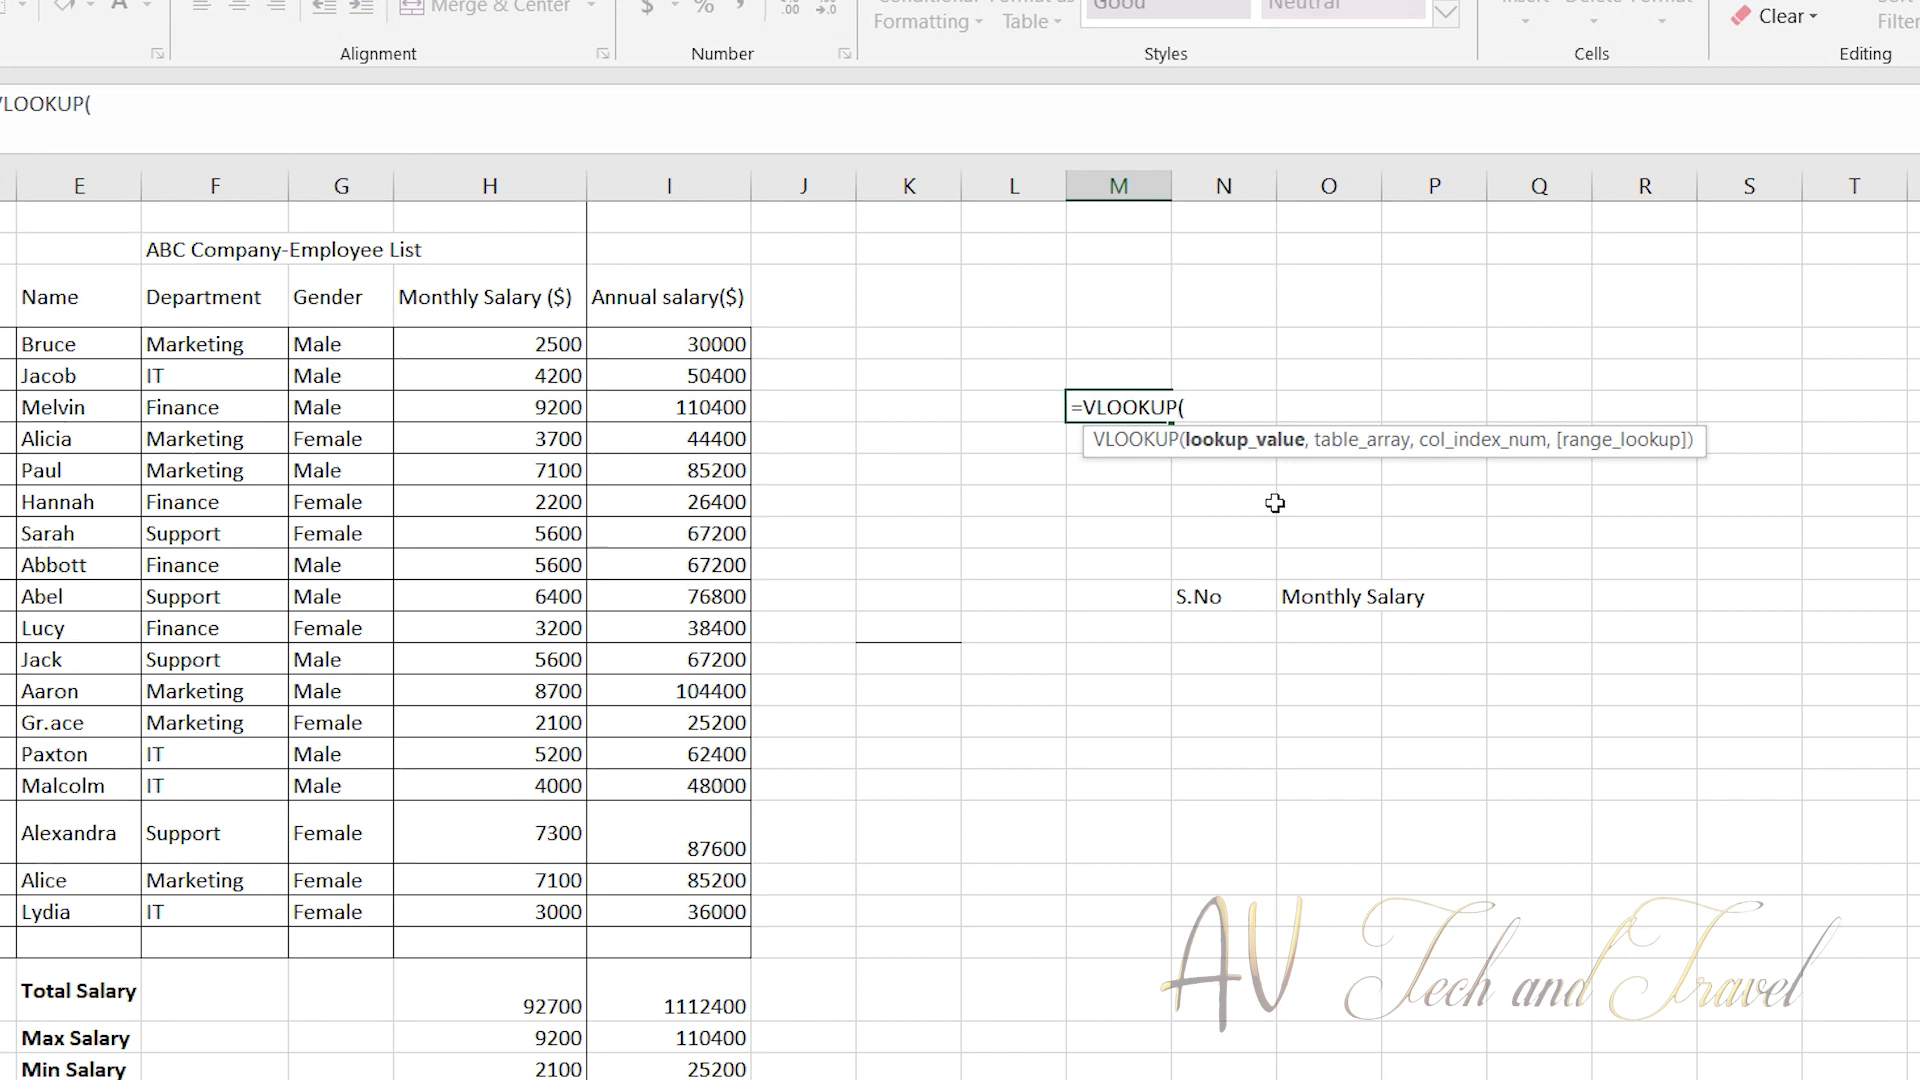 Merge & Center
$ % ,
Formatting Table
Good
Neutral
Clear
Filter
Alignment Number Styles Cells Editing
VLOOKUP(
E F G H I J K L M N O P Q R S T
ABC Company-Employee List
Name Department Gender Monthly Salary ($) Annual salary($)
Bruce Marketing Male 2500 30000
Jacob IT Male 4200 50400
Melvin Finance Male 9200 110400 =VLOOKUP(
Alicia Marketing Female 3700 44400 VLOOKUP(lookup_value, table_array, col_index_num, [range_lookup])
Paul Marketing Male 7100 85200
Hannah Finance Female 2200 26400
Sarah Support Female 5600 67200
Abbott Finance Male 5600 67200
Abel Support Male 6400 76800 S.No Monthly Salary
Lucy Finance Female 3200 38400
Jack Support Male 5600 67200
Aaron Marketing Male 8700 104400
Gr.ace Marketing Female 2100 25200
Paxton IT Male 5200 62400
Malcolm IT Male 4000 48000
Alexandra Support Female 7300 87600
Alice Marketing Female 7100 85200
Lydia IT Female 3000 36000
Total Salary 92700 1112400
Max Salary 9200 110400
Min Salary 2100 25200
AV Tech and Travel